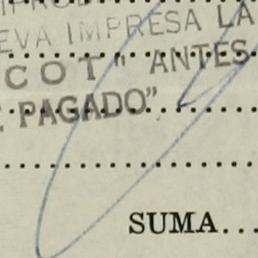 EVA IMPRESA LA
COT" ANTES
PAGADO"
SUMA...